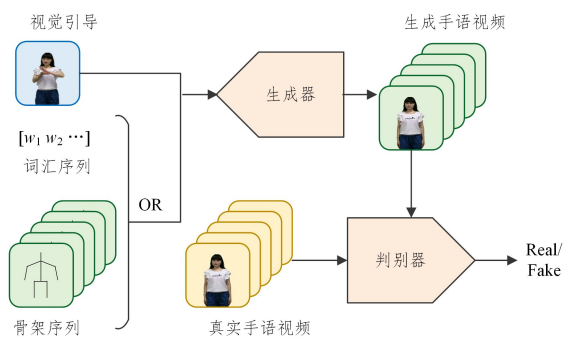 视觉引导
生成手语视频
生成器
[w1 w2 ⋯]
词汇序列
OR
判别器
Real/
Fake
骨架序列
真实手语视频